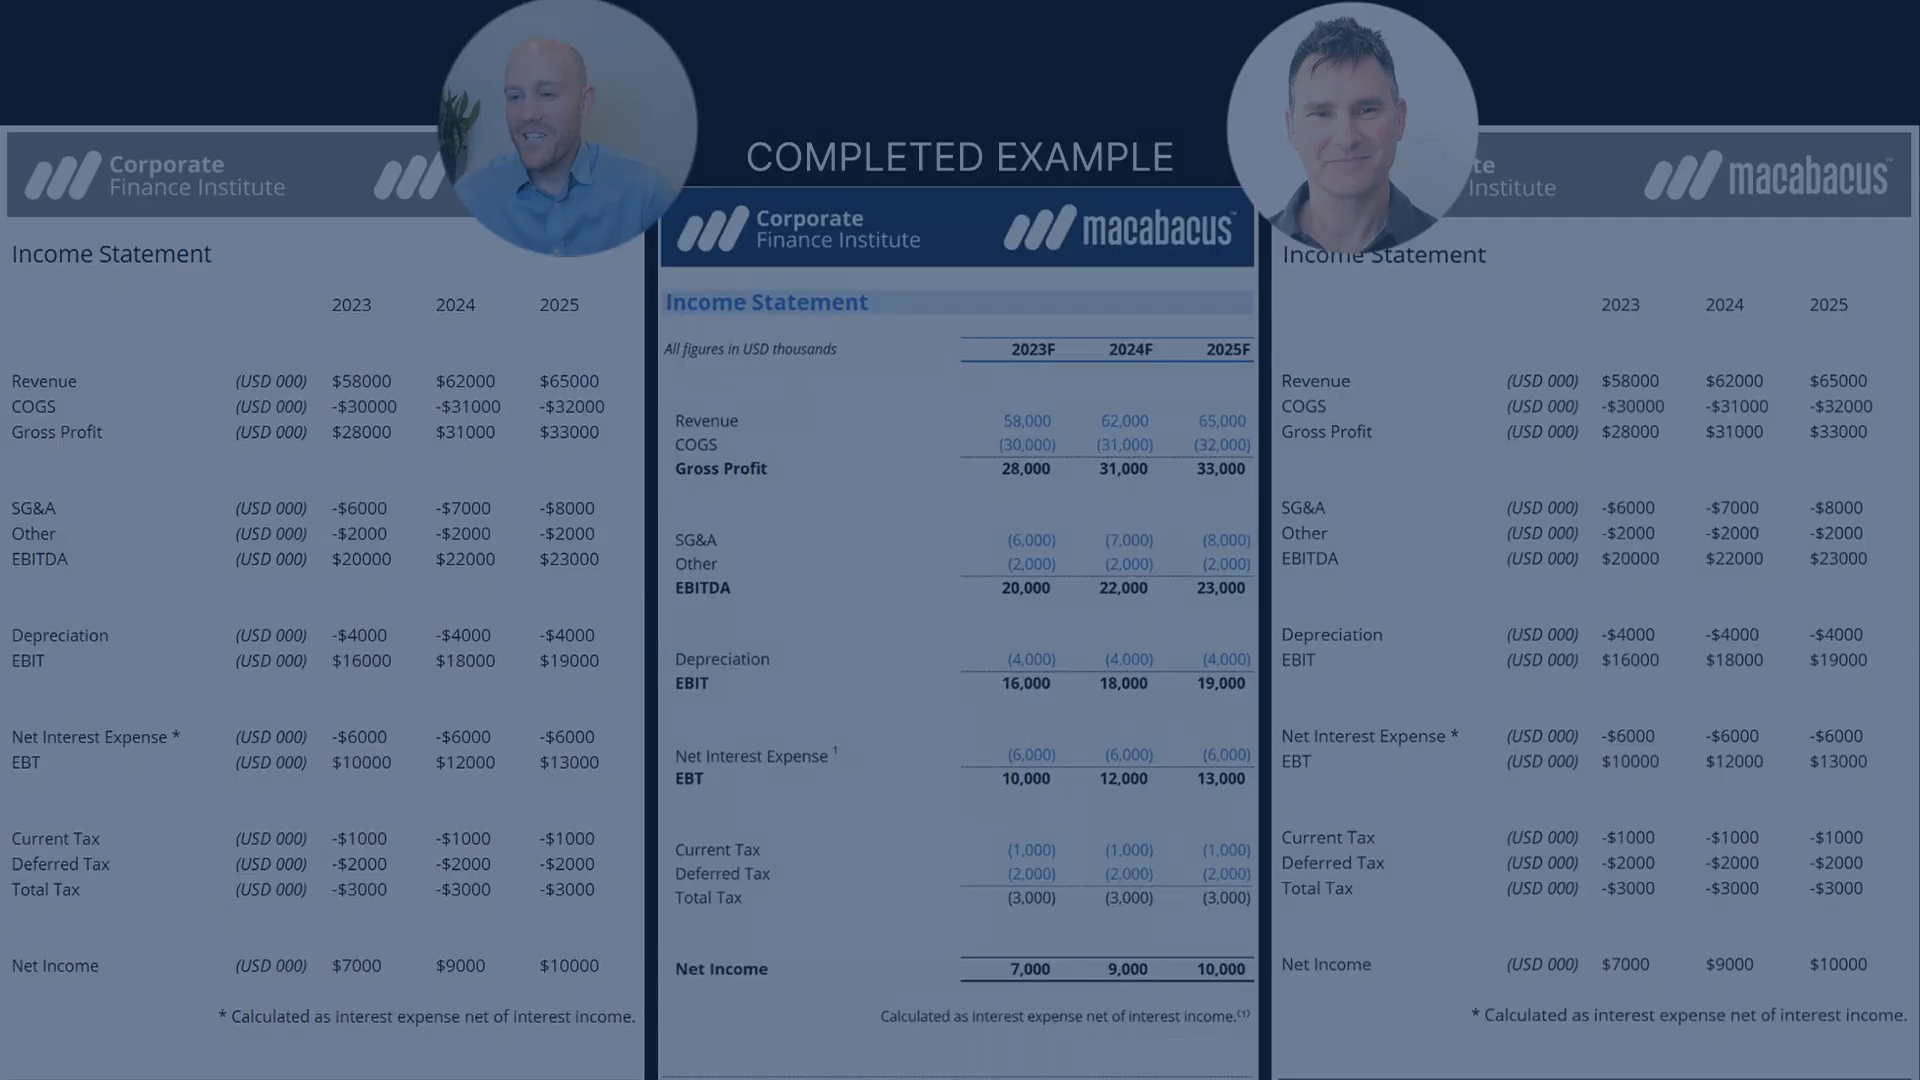 COMPLETED EXAMPLE
Corporate
Finance Institute
Income Statement
2023 2024 2025
Revenue (USD 000) $58000 $62000 $65000
COGS (USD 000) -$30000 -$31000 -$32000
Gross Profit (USD 000) $28000 $31000 $33000
SG&A (USD 000) -$6000 -$7000 -$8000
Other (USD 000) -$2000 -$2000 -$2000
EBITDA (USD 000) $20000 $22000 $23000
Depreciation (USD 000) -$4000 -$4000 -$4000
EBIT (USD 000) $16000 $18000 $19000
Net Interest Expense * (USD 000) -$6000 -$6000 -$6000
EBT (USD 000) $10000 $12000 $13000
Current Tax (USD 000) -$1000 -$1000 -$1000
Deferred Tax (USD 000) -$2000 -$2000 -$2000
Total Tax (USD 000) -$3000 -$3000 -$3000
Net Income (USD 000) $7000 $9000 $10000
* Calculated as interest expense net of interest income.
Corporate
Finance Institute
macabacus™
Income Statement
All figures in USD thousands 2023F 2024F 2025F
Revenue 58,000 62,000 65,000
COGS (30,000) (31,000) (32,000)
Gross Profit 28,000 31,000 33,000
SG&A (6,000) (7,000) (8,000)
Other (2,000) (2,000) (2,000)
EBITDA 20,000 22,000 23,000
Depreciation (4,000) (4,000) (4,000)
EBIT 16,000 18,000 19,000
Net Interest Expense ¹ (6,000) (6,000) (6,000)
EBT 10,000 12,000 13,000
Current Tax (1,000) (1,000) (1,000)
Deferred Tax (2,000) (2,000) (2,000)
Total Tax (3,000) (3,000) (3,000)
Net Income 7,000 9,000 10,000
Calculated as interest expense net of interest income.⁽¹⁾
te
Institute
macabacus™
Income Statement
2023 2024 2025
Revenue (USD 000) $58000 $62000 $65000
COGS (USD 000) -$30000 -$31000 -$32000
Gross Profit (USD 000) $28000 $31000 $33000
SG&A (USD 000) -$6000 -$7000 -$8000
Other (USD 000) -$2000 -$2000 -$2000
EBITDA (USD 000) $20000 $22000 $23000
Depreciation (USD 000) -$4000 -$4000 -$4000
EBIT (USD 000) $16000 $18000 $19000
Net Interest Expense * (USD 000) -$6000 -$6000 -$6000
EBT (USD 000) $10000 $12000 $13000
Current Tax (USD 000) -$1000 -$1000 -$1000
Deferred Tax (USD 000) -$2000 -$2000 -$2000
Total Tax (USD 000) -$3000 -$3000 -$3000
Net Income (USD 000) $7000 $9000 $10000
* Calculated as interest expense net of interest income.